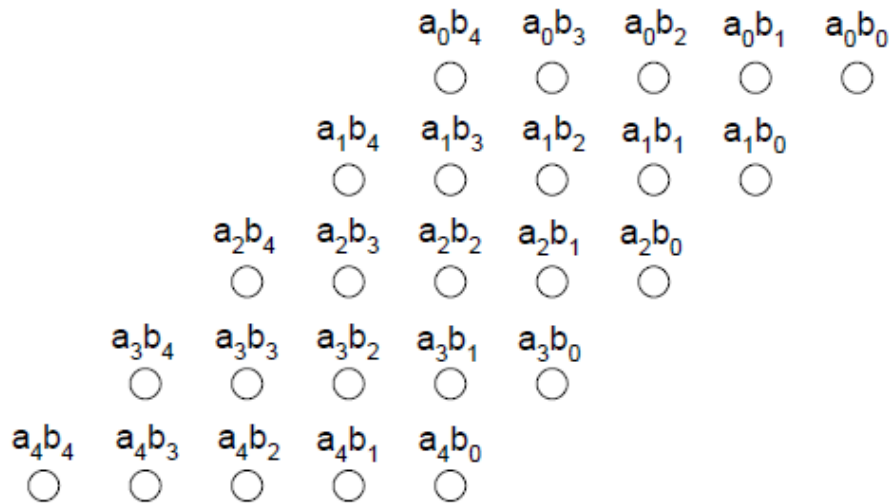 a₀b₄ a₀b₃ a₀b₂ a₀b₁ a₀b₀
a₁b₄ a₁b₃ a₁b₂ a₁b₁ a₁b₀
a₂b₄ a₂b₃ a₂b₂ a₂b₁ a₂b₀
a₃b₄ a₃b₃ a₃b₂ a₃b₁ a₃b₀
a₄b₄ a₄b₃ a₄b₂ a₄b₁ a₄b₀